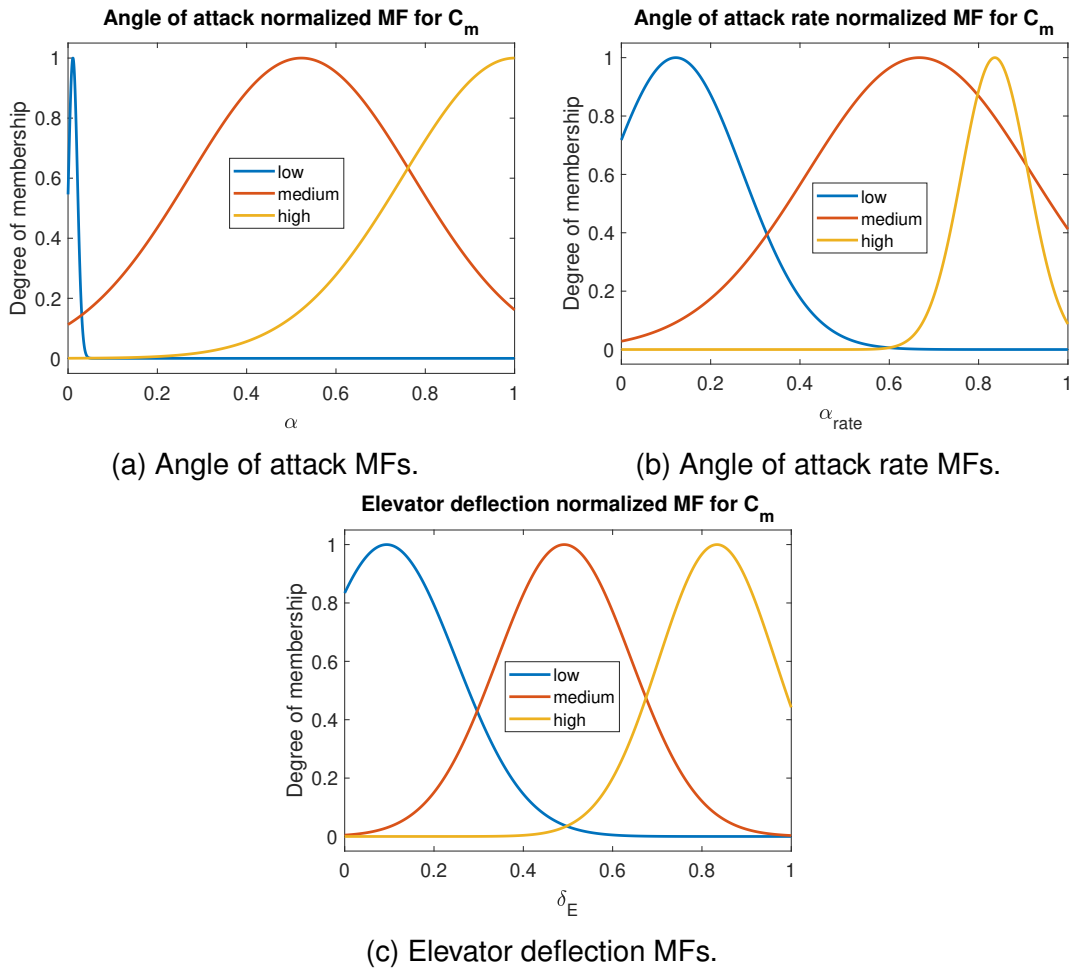 Angle of attack normalized MF for C_m
1
0.8
0.6
0.4
0.2
0
Degree of membership
low
medium
high
0 0.2 0.4 0.6 0.8 1
α
(a) Angle of attack MFs.
Angle of attack rate normalized MF for C_m
1
0.8
0.6
0.4
0.2
0
Degree of membership
low
medium
high
0 0.2 0.4 0.6 0.8 1
α_rate
(b) Angle of attack rate MFs.
Elevator deflection normalized MF for C_m
1
0.8
0.6
0.4
0.2
0
Degree of membership
low
medium
high
0 0.2 0.4 0.6 0.8 1
δ_E
(c) Elevator deflection MFs.